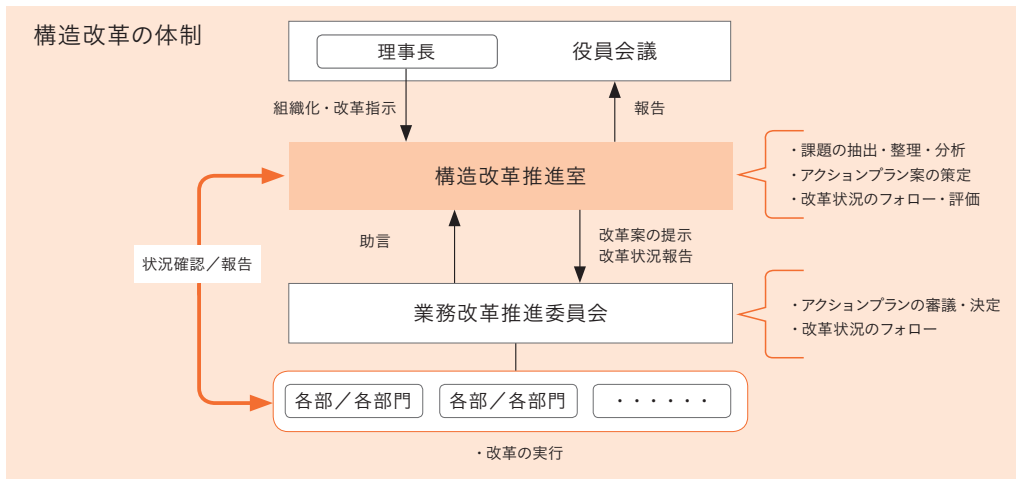 構造改革の体制
理事長
役員会議
組織化・改革指示
報告
構造改革推進室
・課題の抽出・整理・分析
・アクションプラン案の策定
・改革状況のフォロー・評価
助言
改革案の提示
改革状況報告
状況確認／報告
業務改革推進委員会
・アクションプランの審議・決定
・改革状況のフォロー
各部／各部門
各部／各部門
・・・・・・
・改革の実行